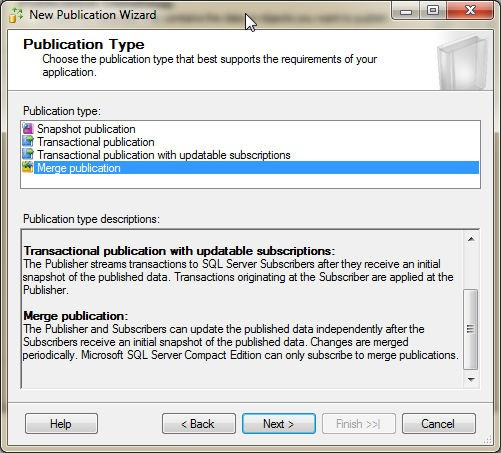 New Publication Wizard
Publication Type
Choose the publication type that best supports the requirements of your
application.
Publication type:
Snapshot publication
Transactional publication
Transactional publication with updatable subscriptions
Merge publication
Publication type descriptions:
Transactional publication with updatable subscriptions:
The Publisher streams transactions to SQL Server Subscribers after they receive an initial
snapshot of the published data. Transactions originating at the Subscriber are applied at the
Publisher.
Merge publication:
The Publisher and Subscribers can update the published data independently after the
Subscribers receive an initial snapshot of the published data. Changes are merged
periodically. Microsoft SQL Server Compact Edition can only subscribe to merge publications.
Help
< Back
Next >
Finish >>|
Cancel